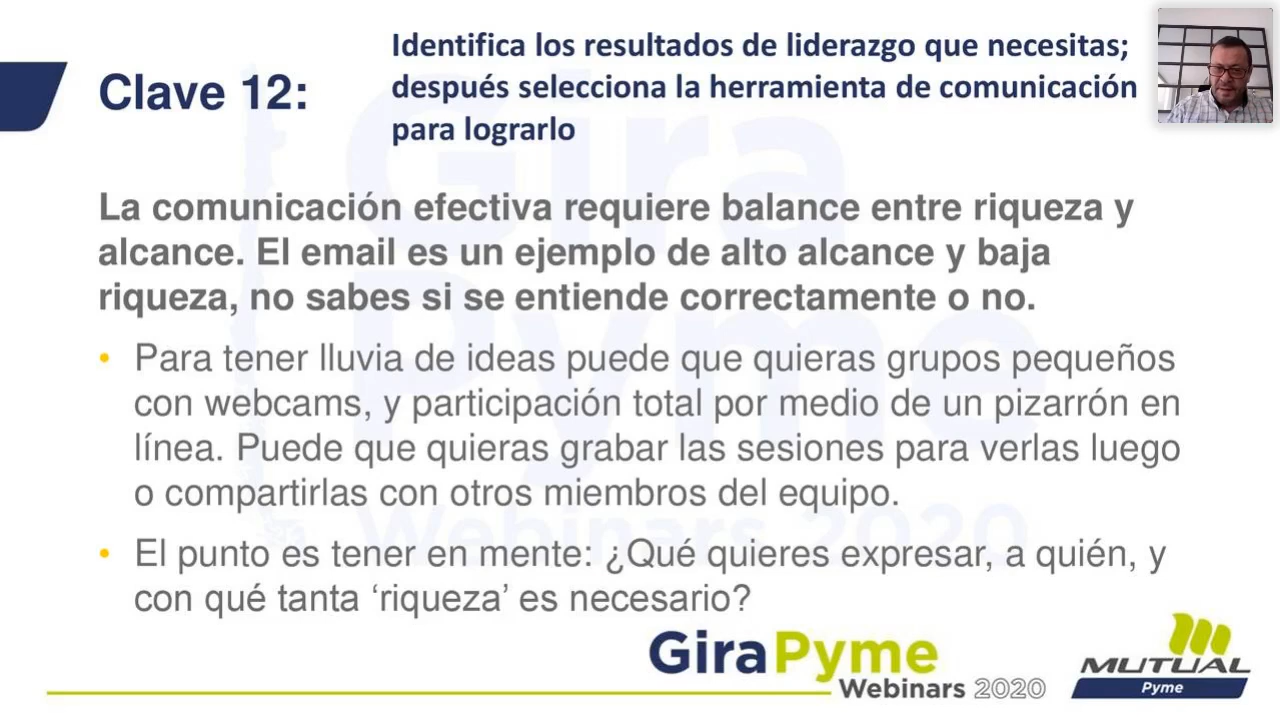 Clave 12:
Identifica los resultados de liderazgo que necesitas;
después selecciona la herramienta de comunicación
para lograrlo
La comunicación efectiva requiere balance entre riqueza y
alcance. El email es un ejemplo de alto alcance y baja
riqueza, no sabes si se entiende correctamente o no.
• Para tener lluvia de ideas puede que quieras grupos pequeños
con webcams, y participación total por medio de un pizarrón en
línea. Puede que quieras grabar las sesiones para verlas luego
o compartirlas con otros miembros del equipo.
• El punto es tener en mente: ¿Qué quieres expresar, a quién, y
con qué tanta ‘riqueza’ es necesario?
Gira
Pyme
Webinars 2020
GiraPyme
Webinars 2020
MUTUAL
Pyme